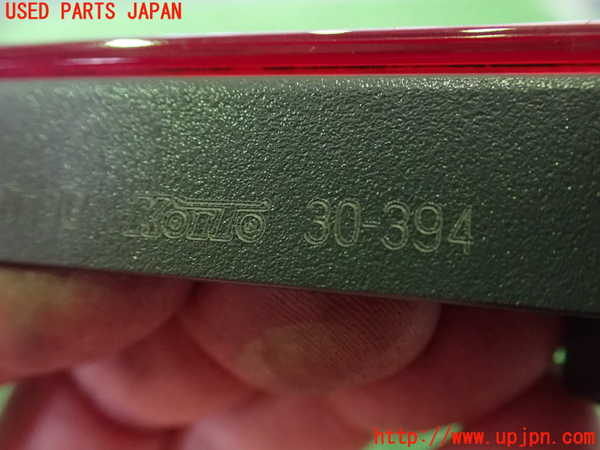 USED PARTS JAPAN
KOITO 30-394
http://www.upjpn.com